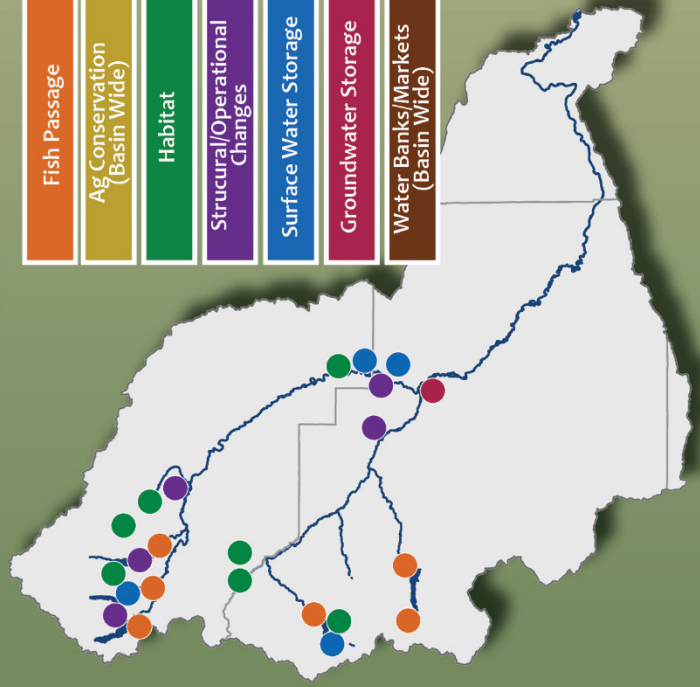 Fish Passage
Ag Conservation
(Basin Wide)
Habitat
Strucural/Operational
Changes
Surface Water Storage
Groundwater Storage
Water Banks/Markets
(Basin Wide)